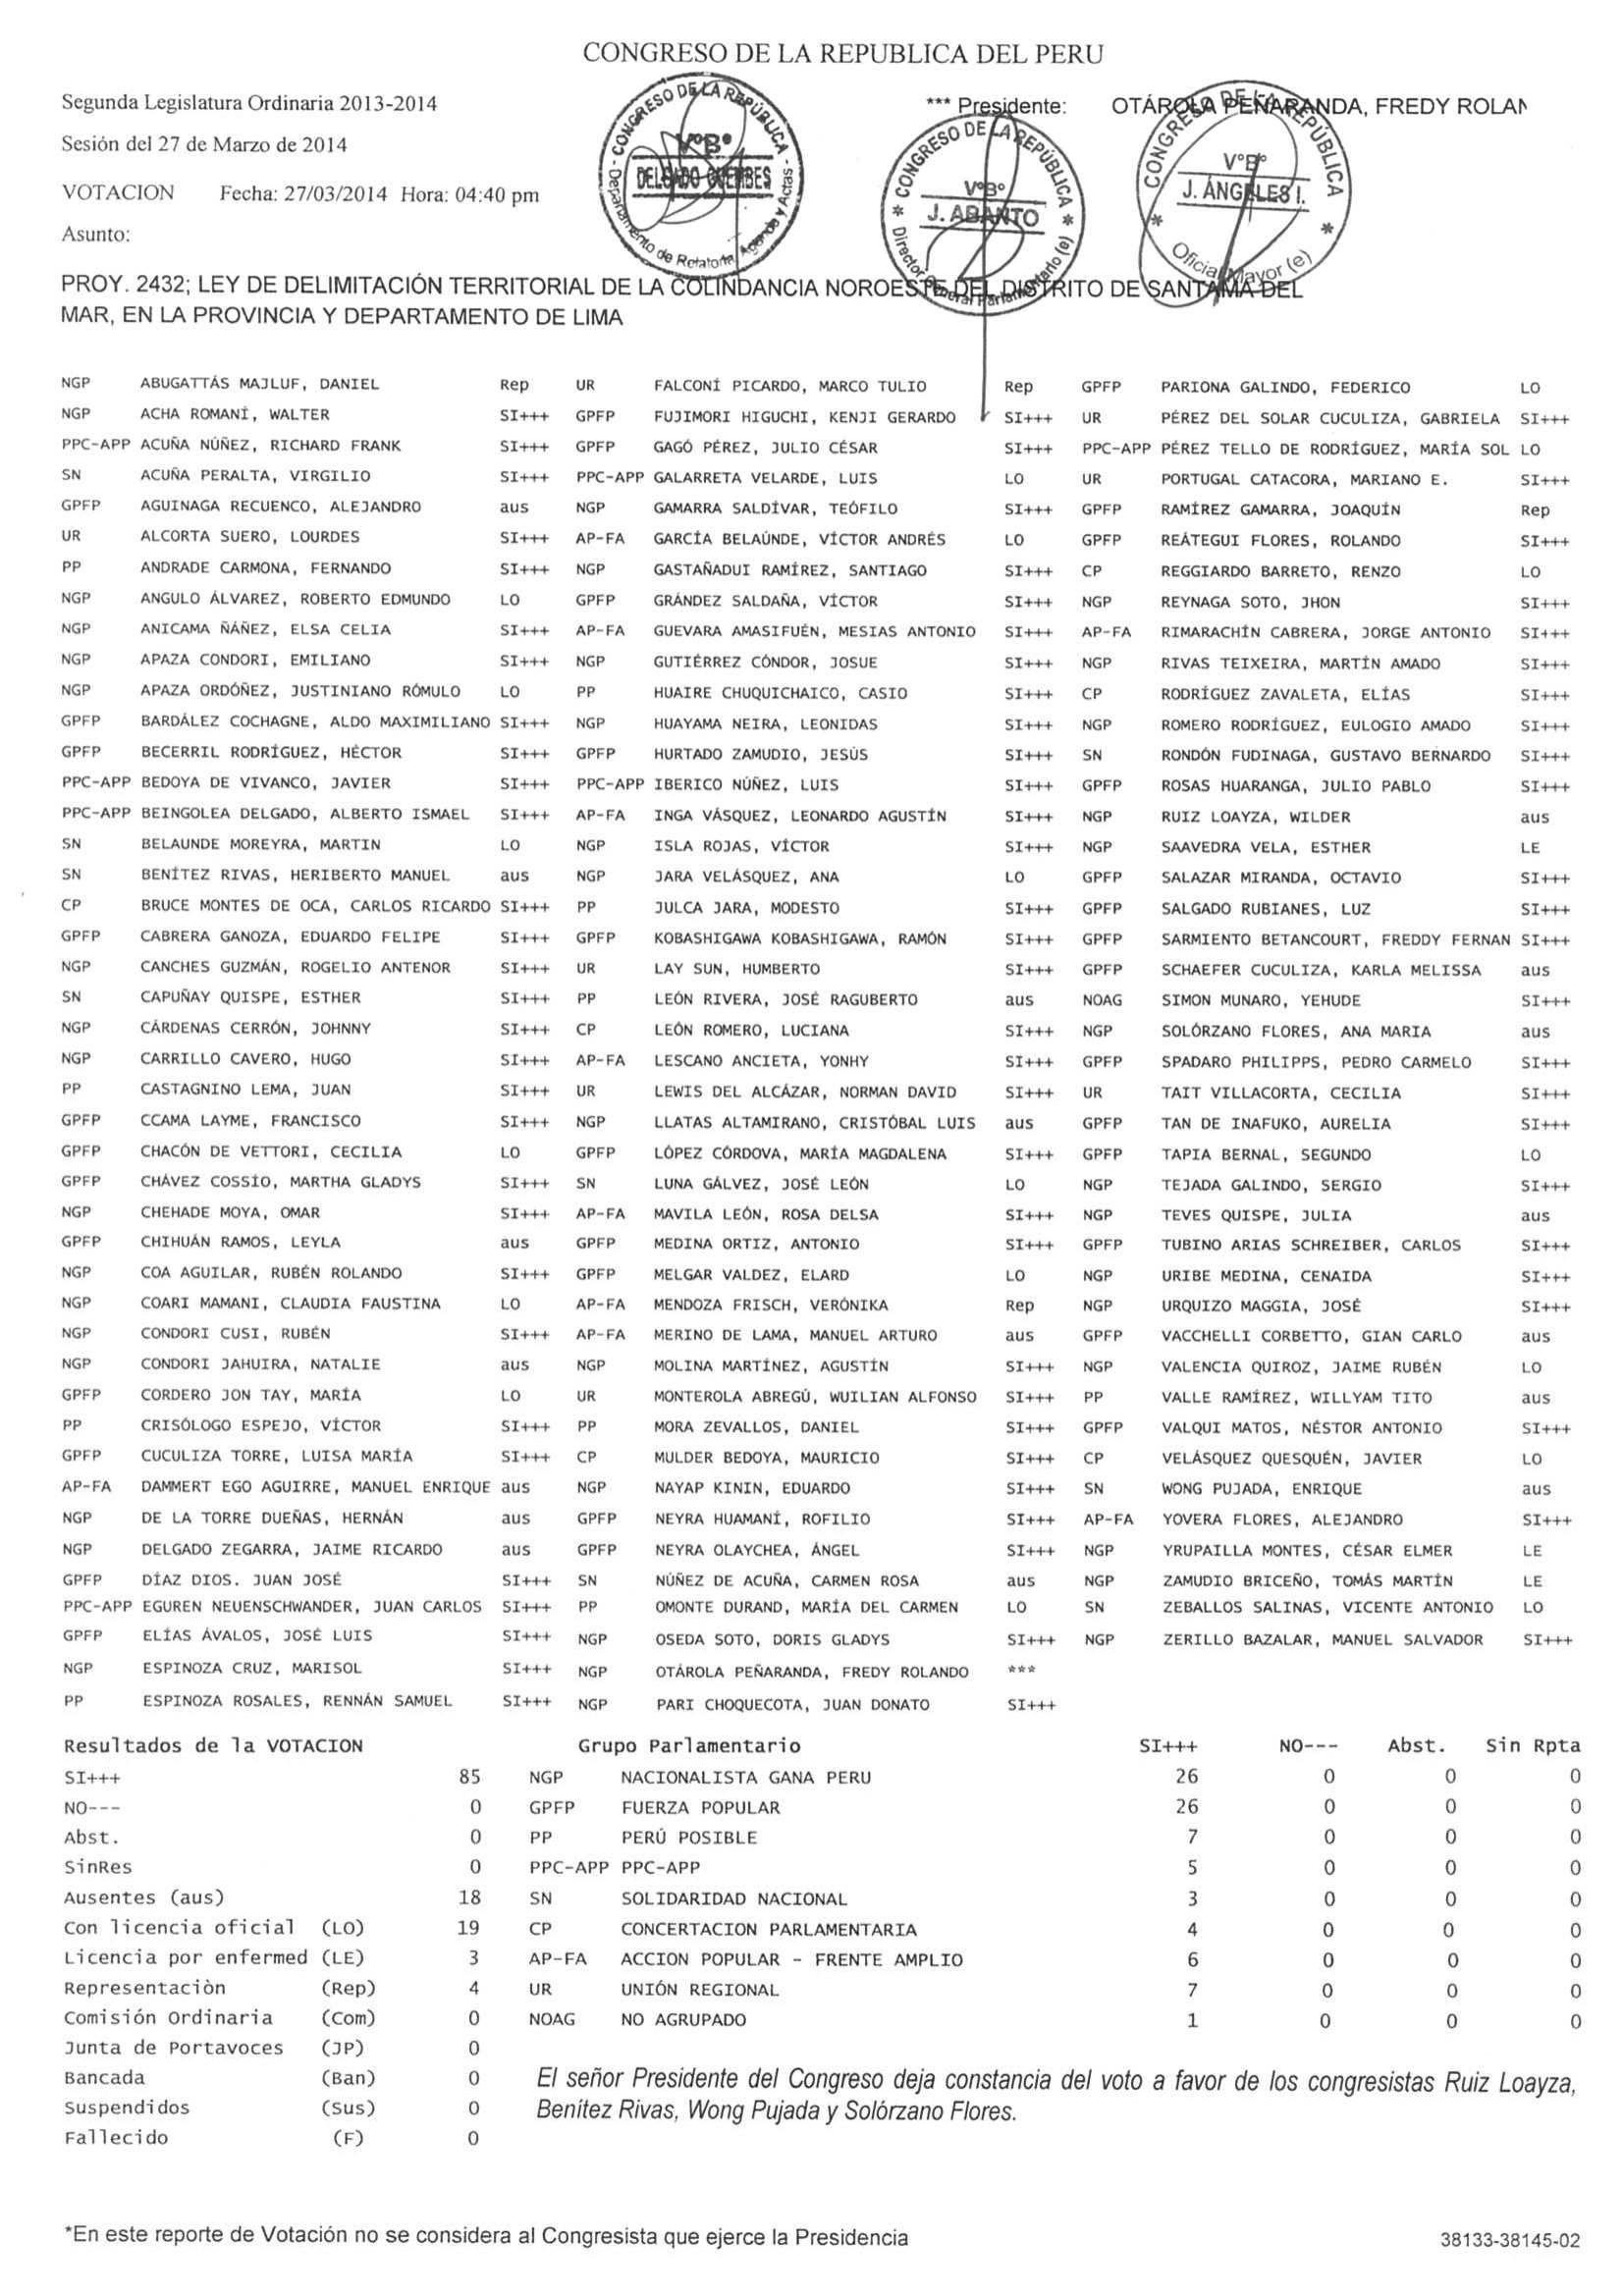 CONGRESO DE LA REPUBLICA DEL PERU
Segunda Legislatura Ordinaria 2013-2014
*** Presidente: OTÁROLA PEÑARANDA, FREDY ROLAN
Sesión del 27 de Marzo de 2014
VOTACION Fecha: 27/03/2014 Hora: 04:40 pm
Asunto:
CONGRESO DE LA REPÚBLICA
VºBº
DELGADO GUEMBES
Departamento de Relatoría, Agenda y Actas
CONGRESO DE LA REPÚBLICA
VºBº
J. ABANTO
Director General Parlamentario (e)
CONGRESO DE LA REPÚBLICA
VºBº
J. ÁNGELES I.
Oficial Mayor (e)
PROY. 2432; LEY DE DELIMITACIÓN TERRITORIAL DE LA COLINDANCIA NOROESTE DEL DISTRITO DE SANTAMA DEL
MAR, EN LA PROVINCIA Y DEPARTAMENTO DE LIMA
NGP ABUGATTÁS MAJLUF, DANIEL Rep UR FALCONÍ PICARDO, MARCO TULIO Rep GPFP PARIONA GALINDO, FEDERICO LO
NGP ACHA ROMANÍ, WALTER SI+++ GPFP FUJIMORI HIGUCHI, KENJI GERARDO SI+++ UR PÉREZ DEL SOLAR CUCULIZA, GABRIELA SI+++
PPC-APP ACUÑA NÚÑEZ, RICHARD FRANK SI+++ GPFP GAGÓ PÉREZ, JULIO CÉSAR SI+++ PPC-APP PÉREZ TELLO DE RODRÍGUEZ, MARÍA SOL LO
SN ACUÑA PERALTA, VIRGILIO SI+++ PPC-APP GALARRETA VELARDE, LUIS LO UR PORTUGAL CATACORA, MARIANO E. SI+++
GPFP AGUINAGA RECUENCO, ALEJANDRO aus NGP GAMARRA SALDÍVAR, TEÓFILO SI+++ GPFP RAMÍREZ GAMARRA, JOAQUÍN Rep
UR ALCORTA SUERO, LOURDES SI+++ AP-FA GARCÍA BELAÚNDE, VÍCTOR ANDRÉS LO GPFP REÁTEGUI FLORES, ROLANDO SI+++
PP ANDRADE CARMONA, FERNANDO SI+++ NGP GASTAÑADUI RAMÍREZ, SANTIAGO SI+++ CP REGGIARDO BARRETO, RENZO LO
NGP ANGULO ÁLVAREZ, ROBERTO EDMUNDO LO GPFP GRÁNDEZ SALDAÑA, VÍCTOR SI+++ NGP REYNAGA SOTO, JHON SI+++
NGP ANICAMA ÑÁÑEZ, ELSA CELIA SI+++ AP-FA GUEVARA AMASIFUÉN, MESIAS ANTONIO SI+++ AP-FA RIMARACHÍN CABRERA, JORGE ANTONIO SI+++
NGP APAZA CONDORI, EMILIANO SI+++ NGP GUTIÉRREZ CÓNDOR, JOSUE SI+++ NGP RIVAS TEIXEIRA, MARTÍN AMADO SI+++
NGP APAZA ORDÓÑEZ, JUSTINIANO RÓMULO LO PP HUAIRE CHUQUICHAICO, CASIO SI+++ CP RODRÍGUEZ ZAVALETA, ELÍAS SI+++
GPFP BARDÁLEZ COCHAGNE, ALDO MAXIMILIANO SI+++ NGP HUAYAMA NEIRA, LEONIDAS SI+++ NGP ROMERO RODRÍGUEZ, EULOGIO AMADO SI+++
GPFP BECERRIL RODRÍGUEZ, HÉCTOR SI+++ GPFP HURTADO ZAMUDIO, JESÚS SI+++ SN RONDÓN FUDINAGA, GUSTAVO BERNARDO SI+++
PPC-APP BEDOYA DE VIVANCO, JAVIER SI+++ PPC-APP IBERICO NÚÑEZ, LUIS SI+++ GPFP ROSAS HUARANGA, JULIO PABLO SI+++
PPC-APP BEINGOLEA DELGADO, ALBERTO ISMAEL SI+++ AP-FA INGA VÁSQUEZ, LEONARDO AGUSTÍN SI+++ NGP RUIZ LOAYZA, WILDER aus
SN BELAUNDE MOREYRA, MARTIN LO NGP ISLA ROJAS, VÍCTOR SI+++ NGP SAAVEDRA VELA, ESTHER LE
SN BENÍTEZ RIVAS, HERIBERTO MANUEL aus NGP JARA VELÁSQUEZ, ANA LO GPFP SALAZAR MIRANDA, OCTAVIO SI+++
CP BRUCE MONTES DE OCA, CARLOS RICARDO SI+++ PP JULCA JARA, MODESTO SI+++ GPFP SALGADO RUBIANES, LUZ SI+++
GPFP CABRERA GANOZA, EDUARDO FELIPE SI+++ GPFP KOBASHIGAWA KOBASHIGAWA, RAMÓN SI+++ GPFP SARMIENTO BETANCOURT, FREDDY FERNAN SI+++
NGP CANCHES GUZMÁN, ROGELIO ANTENOR SI+++ UR LAY SUN, HUMBERTO SI+++ GPFP SCHAEFER CUCULIZA, KARLA MELISSA aus
SN CAPUÑAY QUISPE, ESTHER SI+++ PP LEÓN RIVERA, JOSÉ RAGUBERTO aus NOAG SIMON MUNARO, YEHUDE SI+++
NGP CÁRDENAS CERRÓN, JOHNNY SI+++ CP LEÓN ROMERO, LUCIANA SI+++ NGP SOLÓRZANO FLORES, ANA MARIA aus
NGP CARRILLO CAVERO, HUGO SI+++ AP-FA LESCANO ANCIETA, YONHY SI+++ GPFP SPADARO PHILIPPS, PEDRO CARMELO SI+++
PP CASTAGNINO LEMA, JUAN SI+++ UR LEWIS DEL ALCÁZAR, NORMAN DAVID SI+++ UR TAIT VILLACORTA, CECILIA SI+++
GPFP CCAMA LAYME, FRANCISCO SI+++ NGP LLATAS ALTAMIRANO, CRISTÓBAL LUIS aus GPFP TAN DE INAFUKO, AURELIA SI+++
GPFP CHACÓN DE VETTORI, CECILIA LO GPFP LÓPEZ CÓRDOVA, MARÍA MAGDALENA SI+++ GPFP TAPIA BERNAL, SEGUNDO LO
GPFP CHÁVEZ COSSÍO, MARTHA GLADYS SI+++ SN LUNA GÁLVEZ, JOSÉ LEÓN LO NGP TEJADA GALINDO, SERGIO SI+++
NGP CHEHADE MOYA, OMAR SI+++ AP-FA MAVILA LEÓN, ROSA DELSA SI+++ NGP TEVES QUISPE, JULIA aus
GPFP CHIHUÁN RAMOS, LEYLA aus GPFP MEDINA ORTIZ, ANTONIO SI+++ GPFP TUBINO ARIAS SCHREIBER, CARLOS SI+++
NGP COA AGUILAR, RUBÉN ROLANDO SI+++ GPFP MELGAR VALDEZ, ELARD LO NGP URIBE MEDINA, CENAIDA SI+++
NGP COARI MAMANI, CLAUDIA FAUSTINA LO AP-FA MENDOZA FRISCH, VERÓNIKA Rep NGP URQUIZO MAGGIA, JOSÉ SI+++
NGP CONDORI CUSI, RUBÉN SI+++ AP-FA MERINO DE LAMA, MANUEL ARTURO aus GPFP VACCHELLI CORBETTO, GIAN CARLO aus
NGP CONDORI JAHUIRA, NATALIE aus NGP MOLINA MARTÍNEZ, AGUSTÍN SI+++ NGP VALENCIA QUIROZ, JAIME RUBÉN LO
GPFP CORDERO JON TAY, MARÍA LO UR MONTEROLA ABREGÚ, WUILIAN ALFONSO SI+++ PP VALLE RAMÍREZ, WILLYAM TITO aus
PP CRISÓLOGO ESPEJO, VÍCTOR SI+++ PP MORA ZEVALLOS, DANIEL SI+++ GPFP VALQUI MATOS, NÉSTOR ANTONIO SI+++
GPFP CUCULIZA TORRE, LUISA MARÍA SI+++ CP MULDER BEDOYA, MAURICIO SI+++ CP VELÁSQUEZ QUESQUÉN, JAVIER LO
AP-FA DAMMERT EGO AGUIRRE, MANUEL ENRIQUE aus NGP NAYAP KININ, EDUARDO SI+++ SN WONG PUJADA, ENRIQUE aus
NGP DE LA TORRE DUEÑAS, HERNÁN aus GPFP NEYRA HUAMANÍ, ROFILIO SI+++ AP-FA YOVERA FLORES, ALEJANDRO SI+++
NGP DELGADO ZEGARRA, JAIME RICARDO aus GPFP NEYRA OLAYCHEA, ÁNGEL SI+++ NGP YRUPAILLA MONTES, CÉSAR ELMER LE
GPFP DÍAZ DIOS. JUAN JOSÉ SI+++ SN NÚÑEZ DE ACUÑA, CARMEN ROSA aus NGP ZAMUDIO BRICEÑO, TOMÁS MARTÍN LE
PPC-APP EGUREN NEUENSCHWANDER, JUAN CARLOS SI+++ PP OMONTE DURAND, MARÍA DEL CARMEN LO SN ZEBALLOS SALINAS, VICENTE ANTONIO LO
GPFP ELÍAS ÁVALOS, JOSÉ LUIS SI+++ NGP OSEDA SOTO, DORIS GLADYS SI+++ NGP ZERILLO BAZALAR, MANUEL SALVADOR SI+++
NGP ESPINOZA CRUZ, MARISOL SI+++ NGP OTÁROLA PEÑARANDA, FREDY ROLANDO ***
PP ESPINOZA ROSALES, RENNÁN SAMUEL SI+++ NGP PARI CHOQUECOTA, JUAN DONATO SI+++
Resultados de la VOTACION Grupo Parlamentario SI+++ NO--- Abst. Sin Rpta
SI+++ 85 NGP NACIONALISTA GANA PERU 26 0 0 0
NO--- 0 GPFP FUERZA POPULAR 26 0 0 0
Abst. 0 PP PERÚ POSIBLE 7 0 0 0
SinRes 0 PPC-APP PPC-APP 5 0 0 0
Ausentes (aus) 18 SN SOLIDARIDAD NACIONAL 3 0 0 0
Con licencia oficial (LO) 19 CP CONCERTACION PARLAMENTARIA 4 0 0 0
Licencia por enfermed (LE) 3 AP-FA ACCION POPULAR - FRENTE AMPLIO 6 0 0 0
Representaciòn (Rep) 4 UR UNIÓN REGIONAL 7 0 0 0
Comisión Ordinaria (Com) 0 NOAG NO AGRUPADO 1 0 0 0
Junta de Portavoces (JP) 0
Bancada (Ban) 0
Suspendidos (Sus) 0
Fallecido (F) 0
El señor Presidente del Congreso deja constancia del voto a favor de los congresistas Ruiz Loayza,
Benítez Rivas, Wong Pujada y Solórzano Flores.
*En este reporte de Votación no se considera al Congresista que ejerce la Presidencia 38133-38145-02